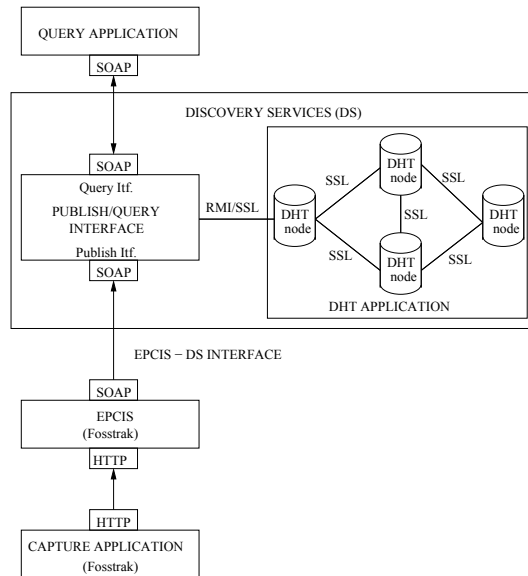 QUERY APPLICATION
SOAP
DISCOVERY SERVICES (DS)
SOAP
Query Itf.
PUBLISH/QUERY
INTERFACE
Publish Itf.
SOAP
RMI/SSL
DHT
node
SSL
DHT
node
SSL
SSL
DHT
node
SSL
DHT
node
SSL
DHT APPLICATION
EPCIS − DS INTERFACE
SOAP
EPCIS
(Fosstrak)
HTTP
HTTP
CAPTURE APPLICATION
(Fosstrak)